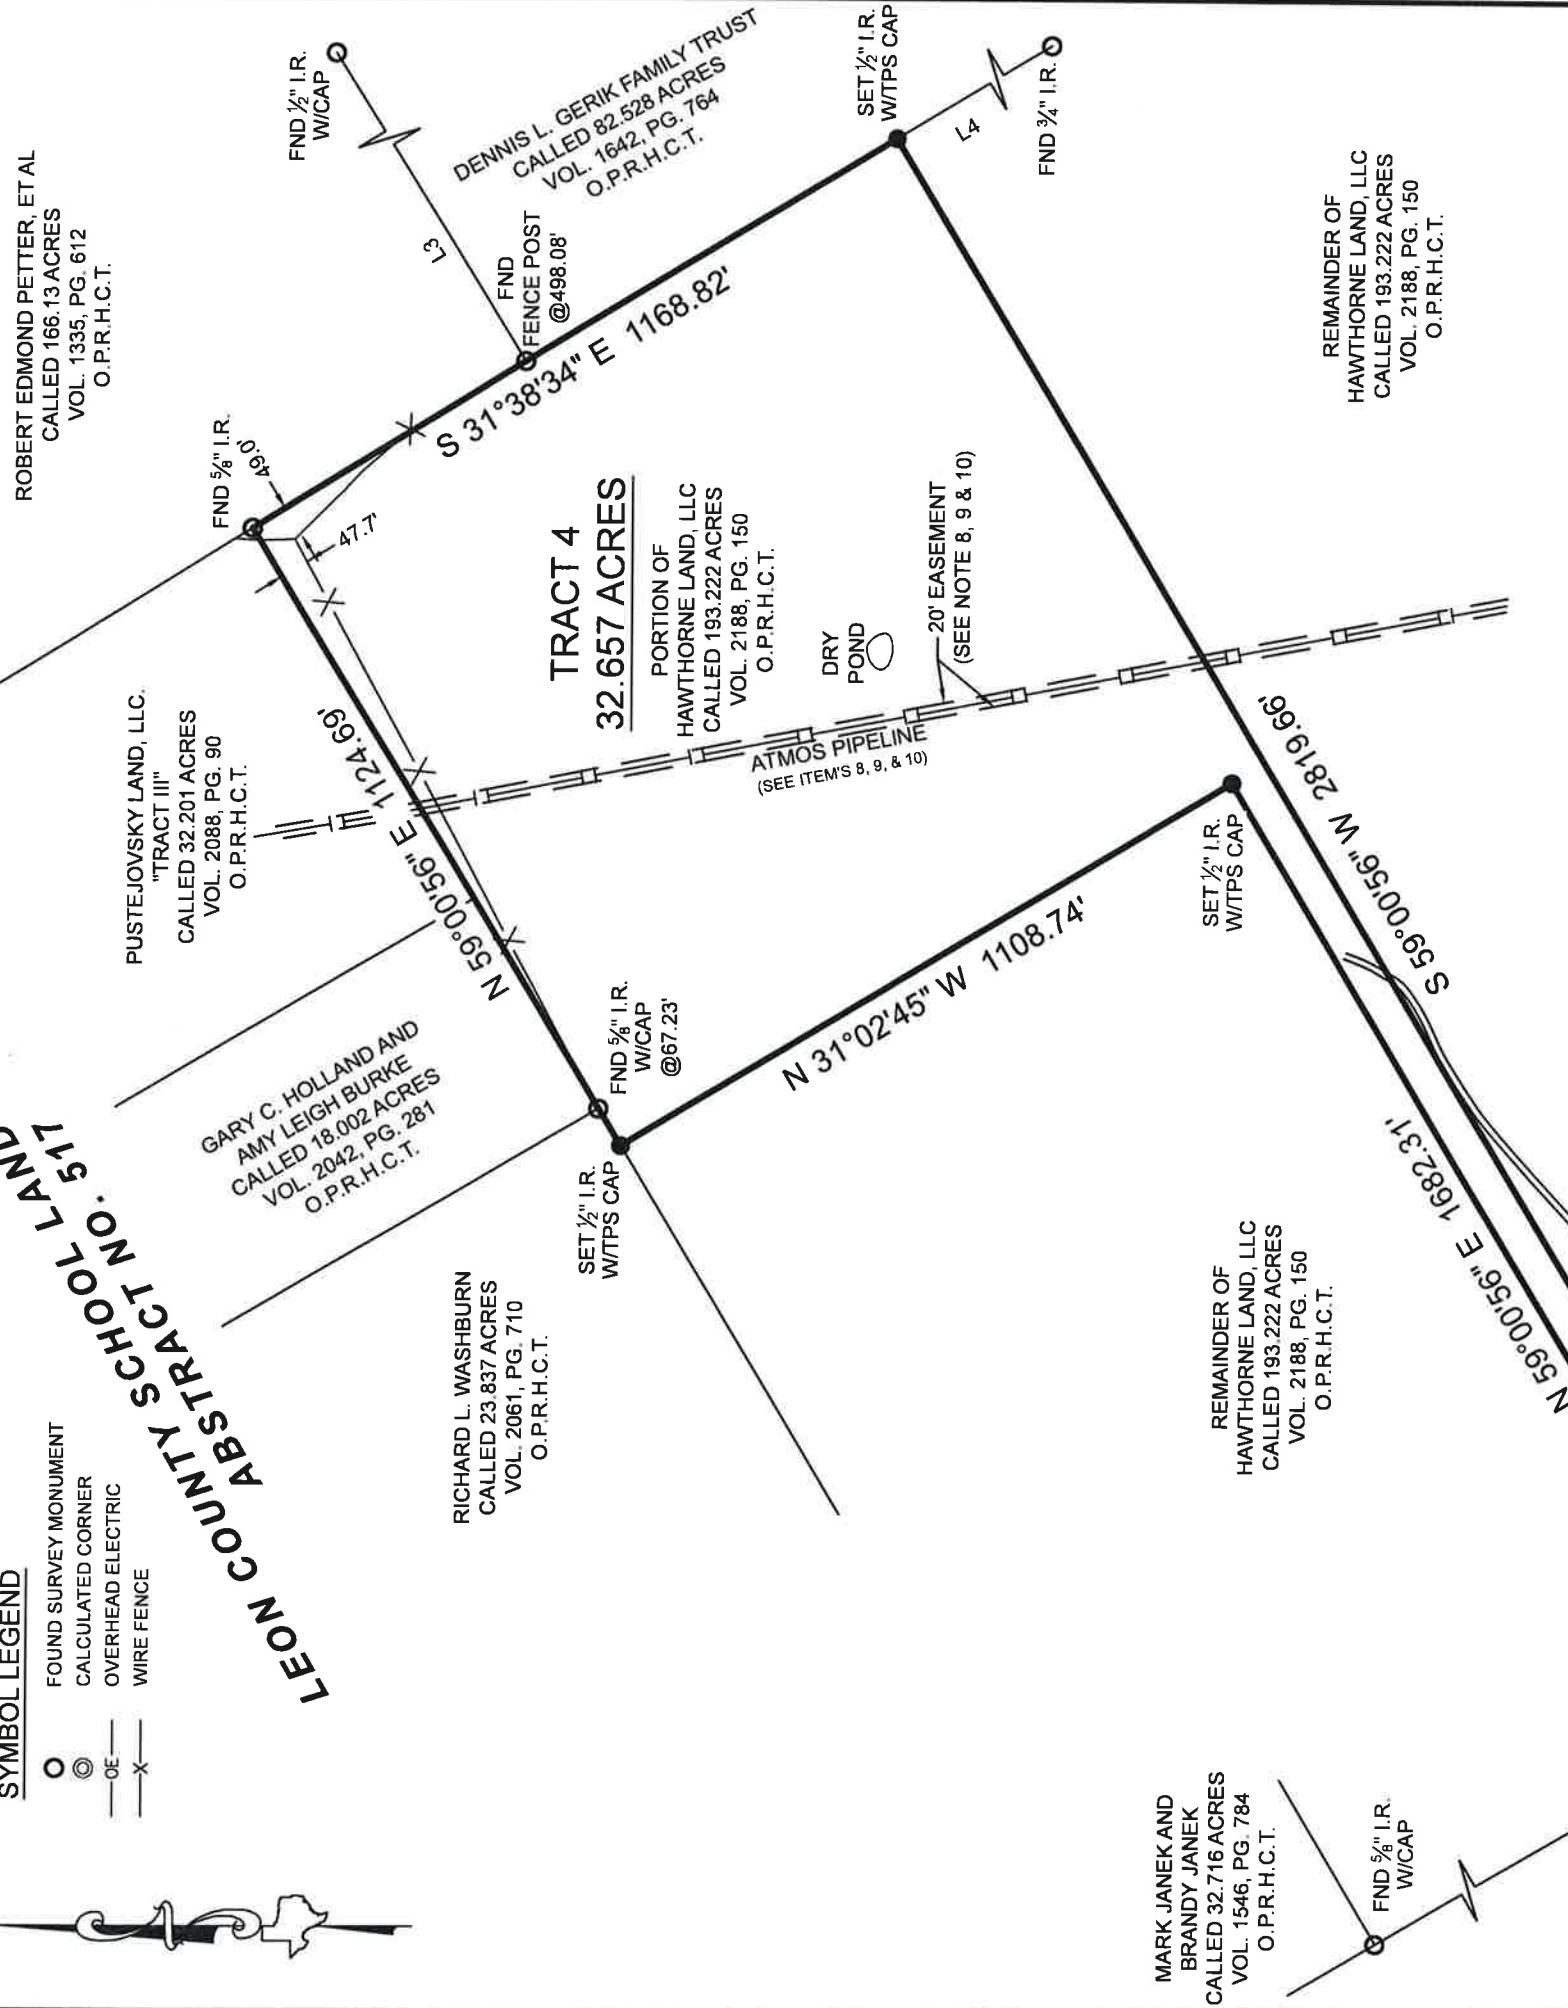 SYMBOL LEGEND
FOUND SURVEY MONUMENT
CALCULATED CORNER
OE
OVERHEAD ELECTRIC
X
WIRE FENCE
LEON COUNTY SCHOOL LAND
ABSTRACT NO. 517
ROBERT EDMOND PETTER, ET AL
CALLED 166.13 ACRES
VOL. 1335, PG. 612
O.P.R.H.C.T.
FND ½" I.R.
W/CAP
DENNIS L. GERIK FAMILY TRUST
CALLED 82.528 ACRES
VOL. 1642, PG. 764
O.P.R.H.C.T.
L3
FND ⅝" I.R.
49.0'
47.7'
FND
FENCE POST
@498.08'
S 31°38'34" E 1168.82'
SET ½" I.R.
W/TPS CAP
L4
FND ¾" I.R.
PUSTEJOVSKY LAND, LLC.
"TRACT III"
CALLED 32.201 ACRES
VOL. 2088, PG. 90
O.P.R.H.C.T.
N 59°00'56" E 1124.69'
GARY C. HOLLAND AND
AMY LEIGH BURKE
CALLED 18.002 ACRES
VOL. 2042, PG. 281
O.P.R.H.C.T.
FND ⅝" I.R.
W/CAP
@67.23'
SET ½" I.R.
W/TPS CAP
RICHARD L. WASHBURN
CALLED 23.837 ACRES
VOL. 2061, PG. 710
O.P.R.H.C.T.
TRACT 4
32.657 ACRES
PORTION OF
HAWTHORNE LAND, LLC
CALLED 193.222 ACRES
VOL. 2188, PG. 150
O.P.R.H.C.T.
DRY
POND
20' EASEMENT
(SEE NOTE 8, 9 & 10)
ATMOS PIPELINE
(SEE ITEM'S 8, 9, & 10)
N 31°02'45" W 1108.74'
SET ½" I.R.
W/TPS CAP
S 59°00'56" W 2819.66'
N 59°00'56" E 1682.31'
REMAINDER OF
HAWTHORNE LAND, LLC
CALLED 193.222 ACRES
VOL. 2188, PG. 150
O.P.R.H.C.T.
REMAINDER OF
HAWTHORNE LAND, LLC
CALLED 193.222 ACRES
VOL. 2188, PG. 150
O.P.R.H.C.T.
MARK JANEK AND
BRANDY JANEK
CALLED 32.716 ACRES
VOL. 1546, PG. 784
O.P.R.H.C.T.
FND ⅝" I.R.
W/CAP